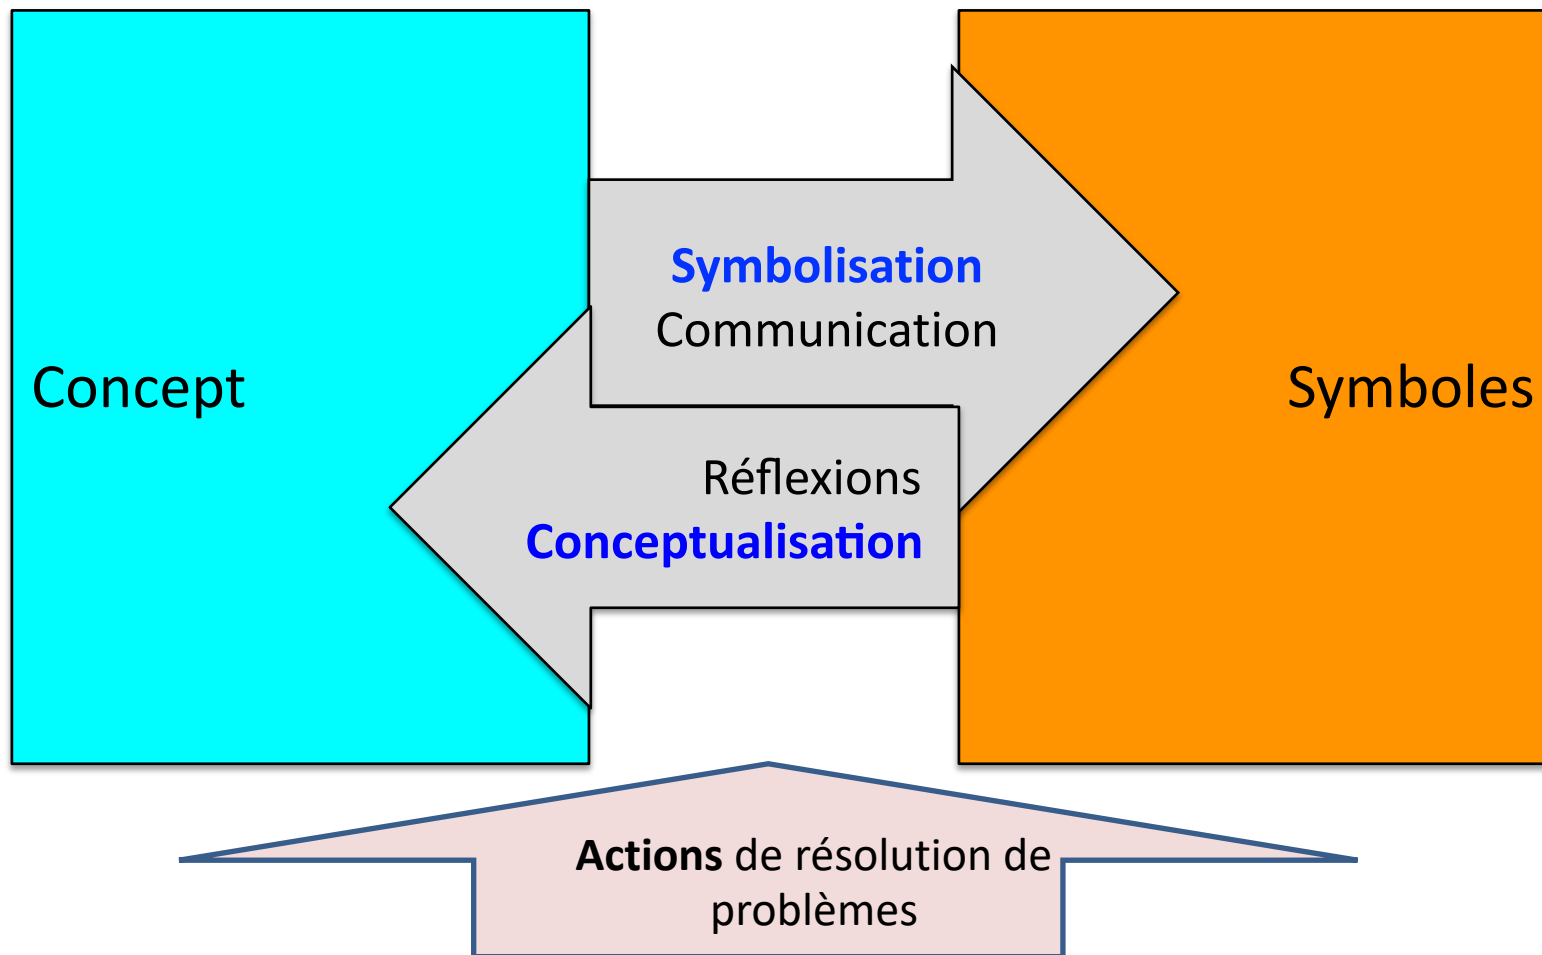 Symbolisation
Communication
Concept
Symboles
Réflexions
Conceptualisation
Actions de résolution de
problèmes